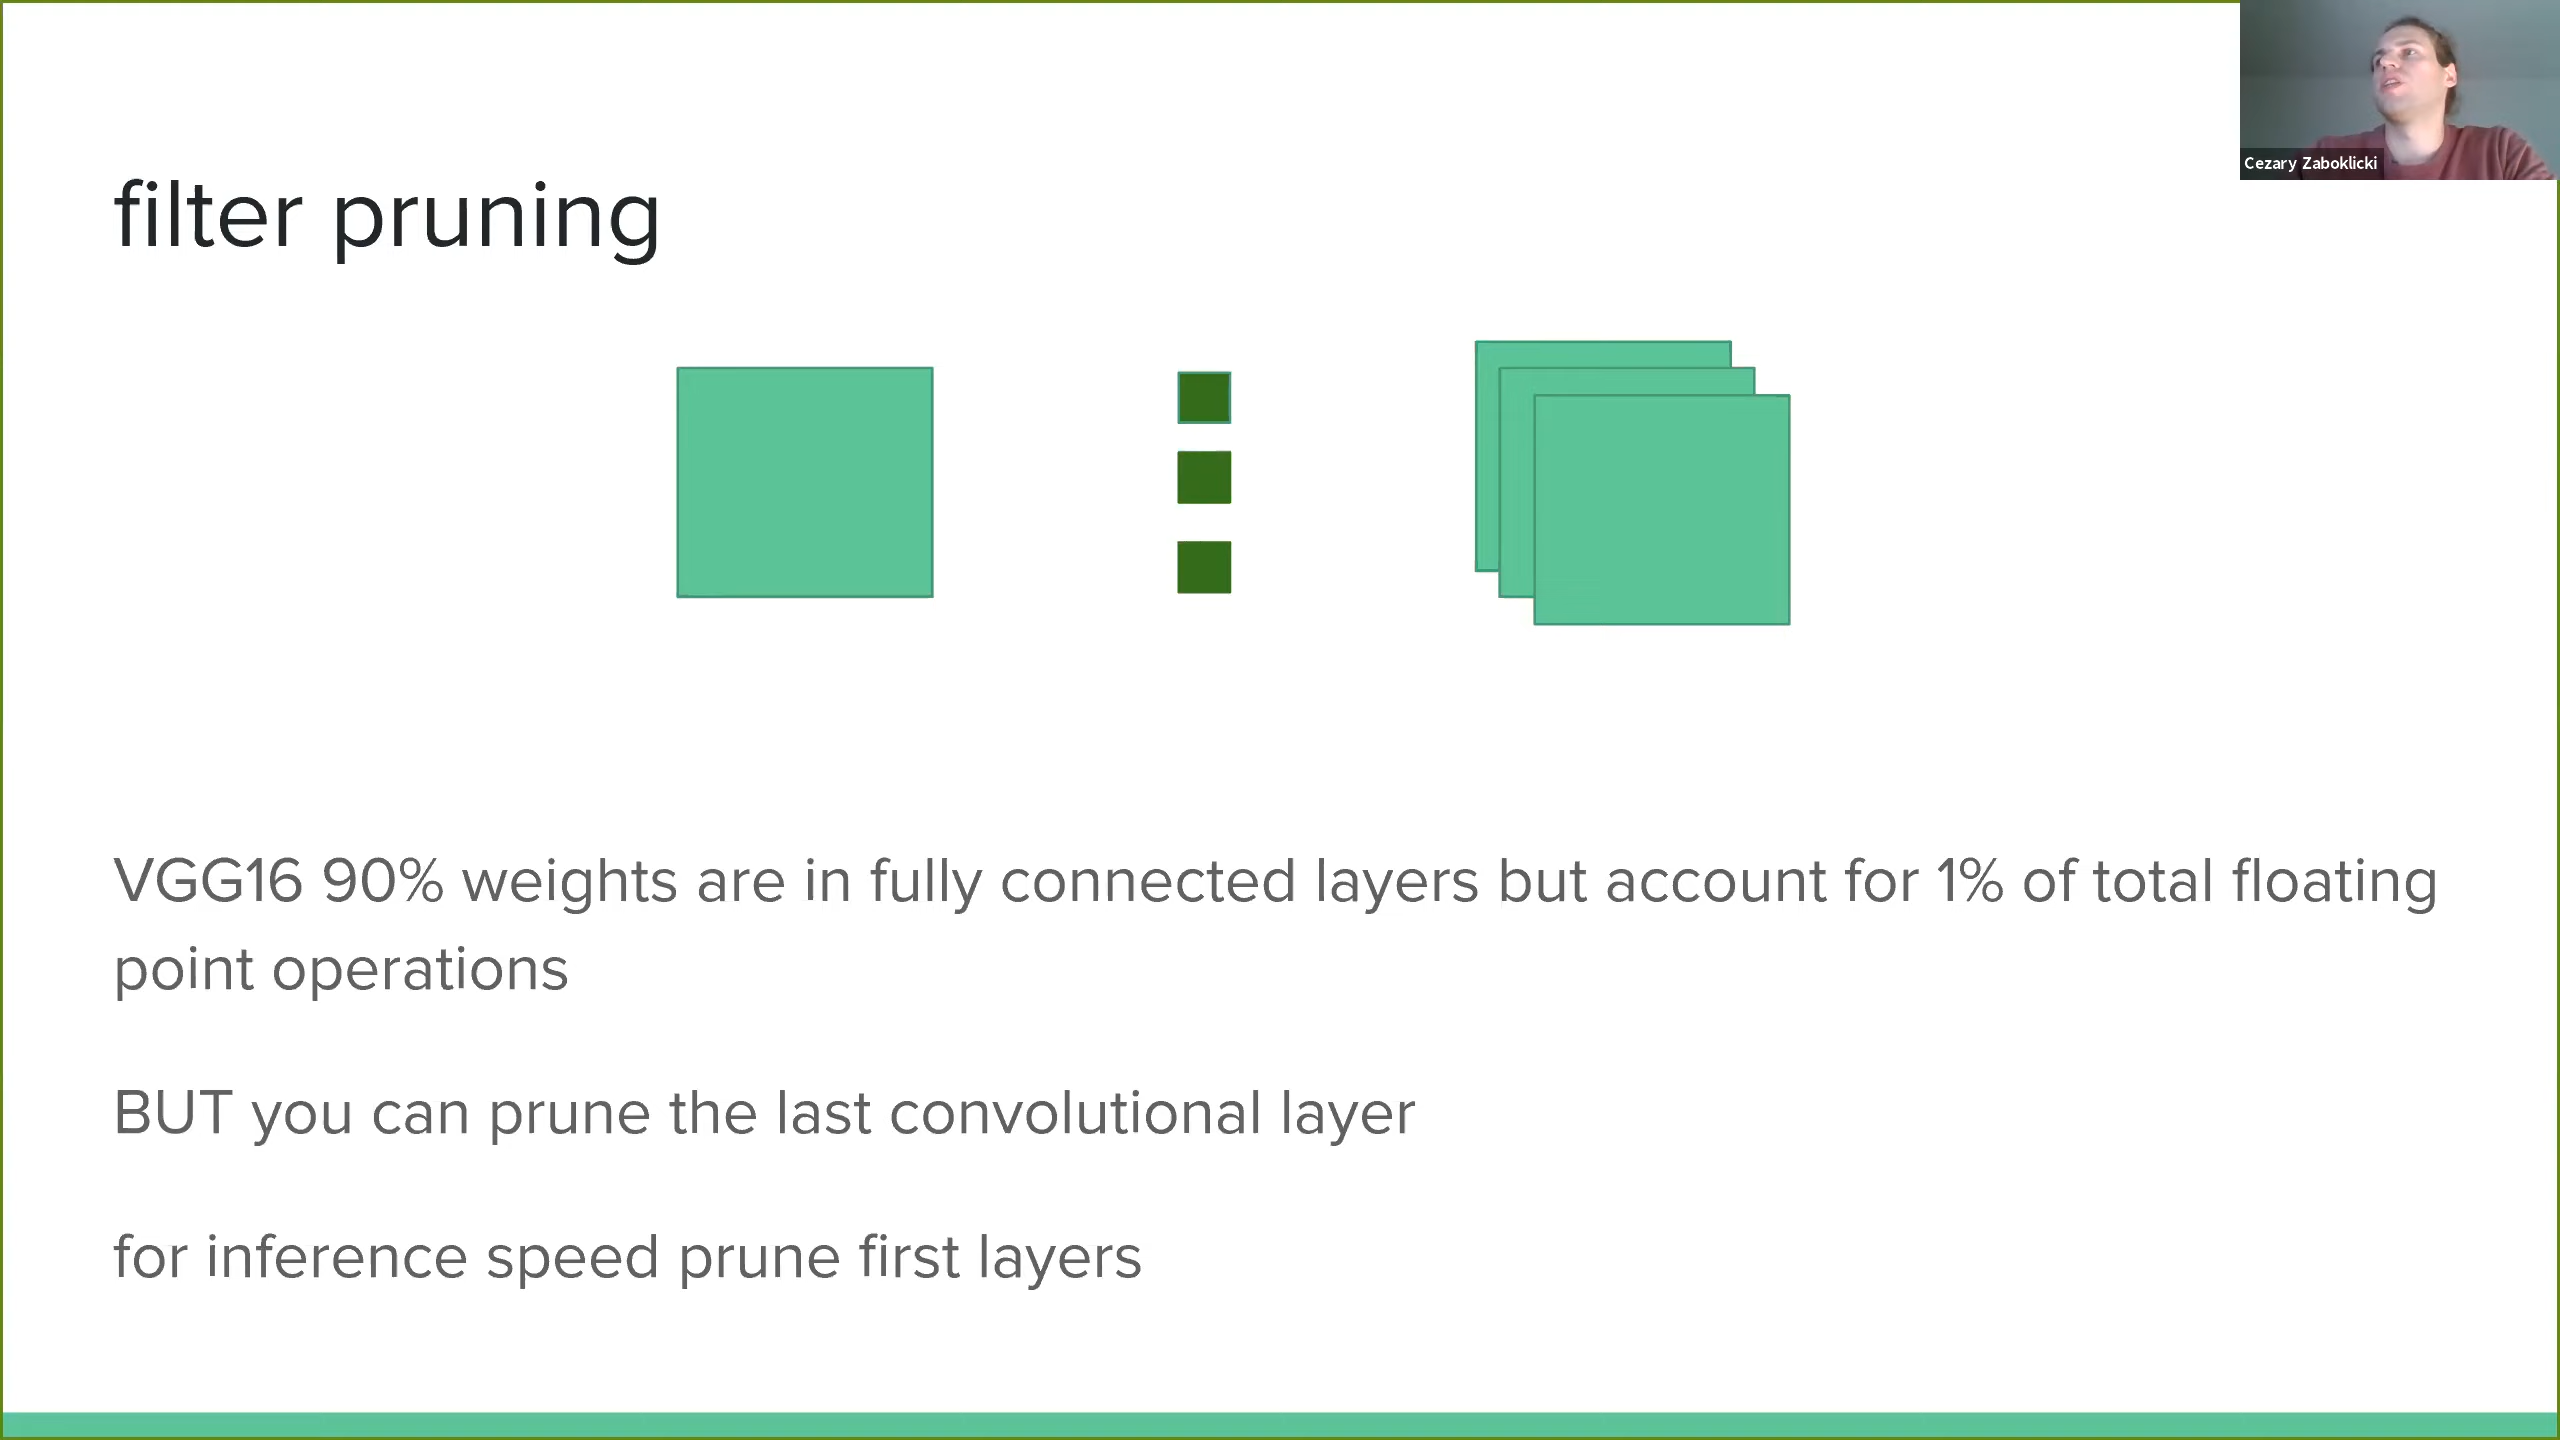 Cezary Zaboklicki
filter pruning
VGG16 90% weights are in fully connected layers but account for 1% of total floating
point operations
BUT you can prune the last convolutional layer
for inference speed prune first layers